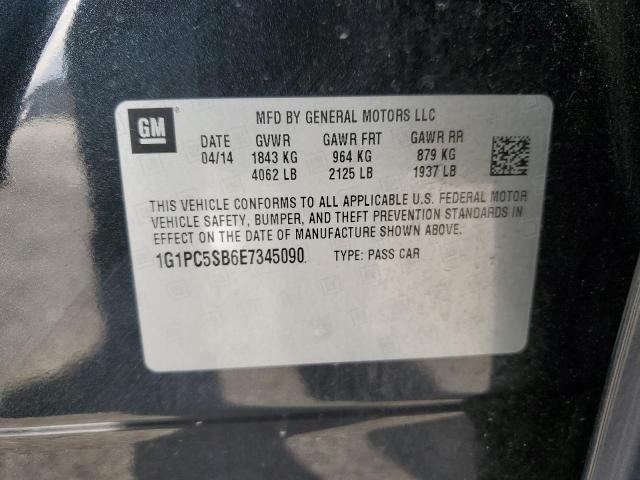 GM
MFD BY GENERAL MOTORS LLC
DATE GVWR GAWR FRT GAWR RR
04/14 1843 KG 964 KG 879 KG
4062 LB 2125 LB 1937 LB
THIS VEHICLE CONFORMS TO ALL APPLICABLE U.S. FEDERAL MOTOR
VEHICLE SAFETY, BUMPER, AND THEFT PREVENTION STANDARDS IN
EFFECT ON THE DATE OF MANUFACTURE SHOWN ABOVE.
1G1PC5SB6E7345090 TYPE: PASS CAR